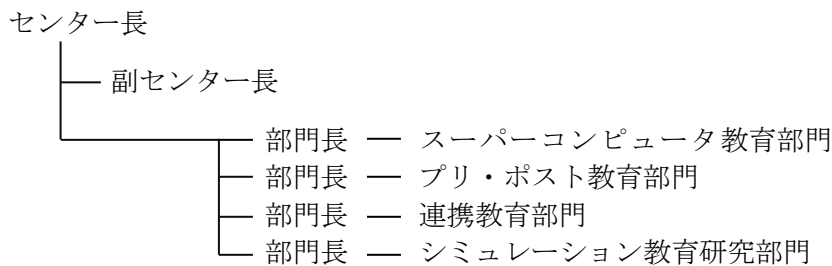 センター長
副センター長
部門長 ― スーパーコンピュータ教育部門
部門長 ― プリ・ポスト教育部門
部門長 ― 連携教育部門
部門長 ― シミュレーション教育研究部門